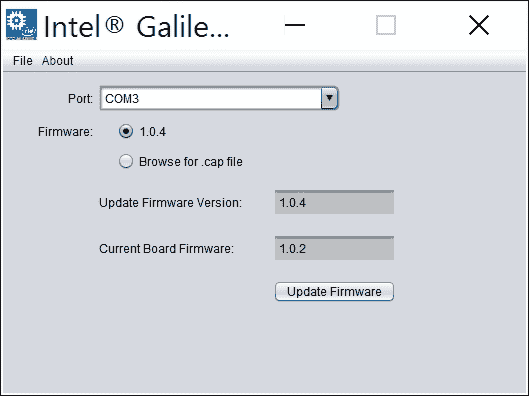 Intel® Galile...
File About
Port: COM3
Firmware: 1.0.4
Browse for .cap file
Update Firmware Version: 1.0.4
Current Board Firmware: 1.0.2
Update Firmware